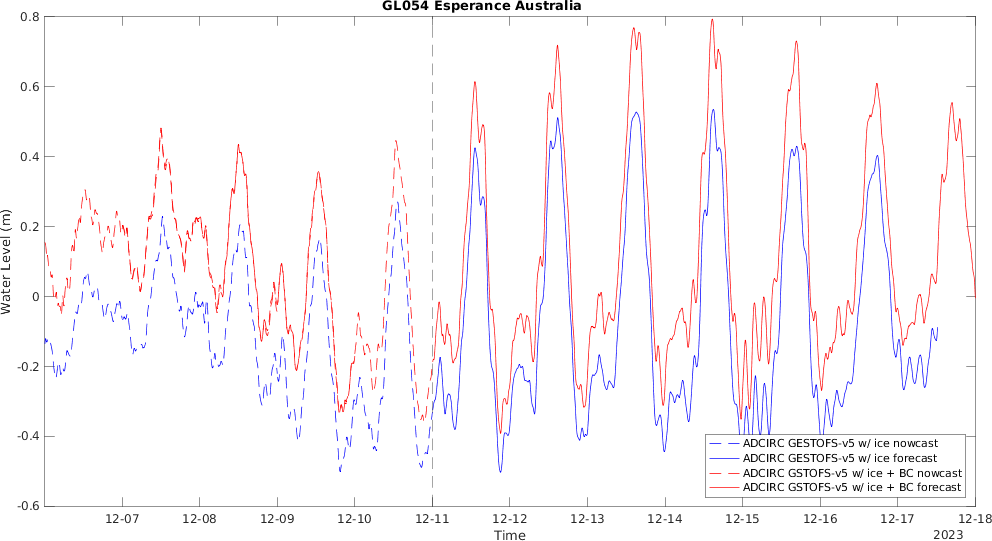 GL054 Esperance Australia
0.8
0.6
0.4
0.2
0
-0.2
-0.4
-0.6
Water Level (m)
12-07 12-08 12-09 12-10 12-11 12-12 12-13 12-14 12-15 12-16 12-17 12-18
Time
2023
ADCIRC GESTOFS-v5 w/ ice nowcast
ADCIRC GESTOFS-v5 w/ ice forecast
ADCIRC GSTOFS-v5 w/ ice + BC nowcast
ADCIRC GSTOFS-v5 w/ ice + BC forecast